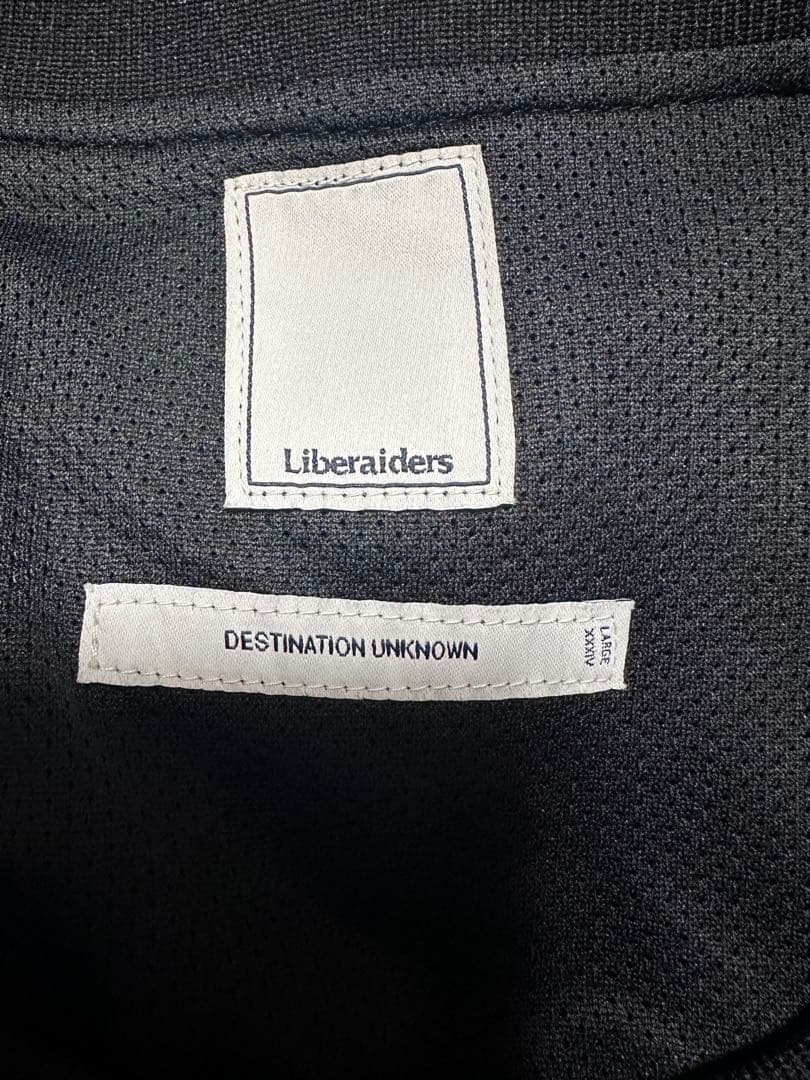 Liberaiders
DESTINATION UNKNOWN
LARGE
XXXIV